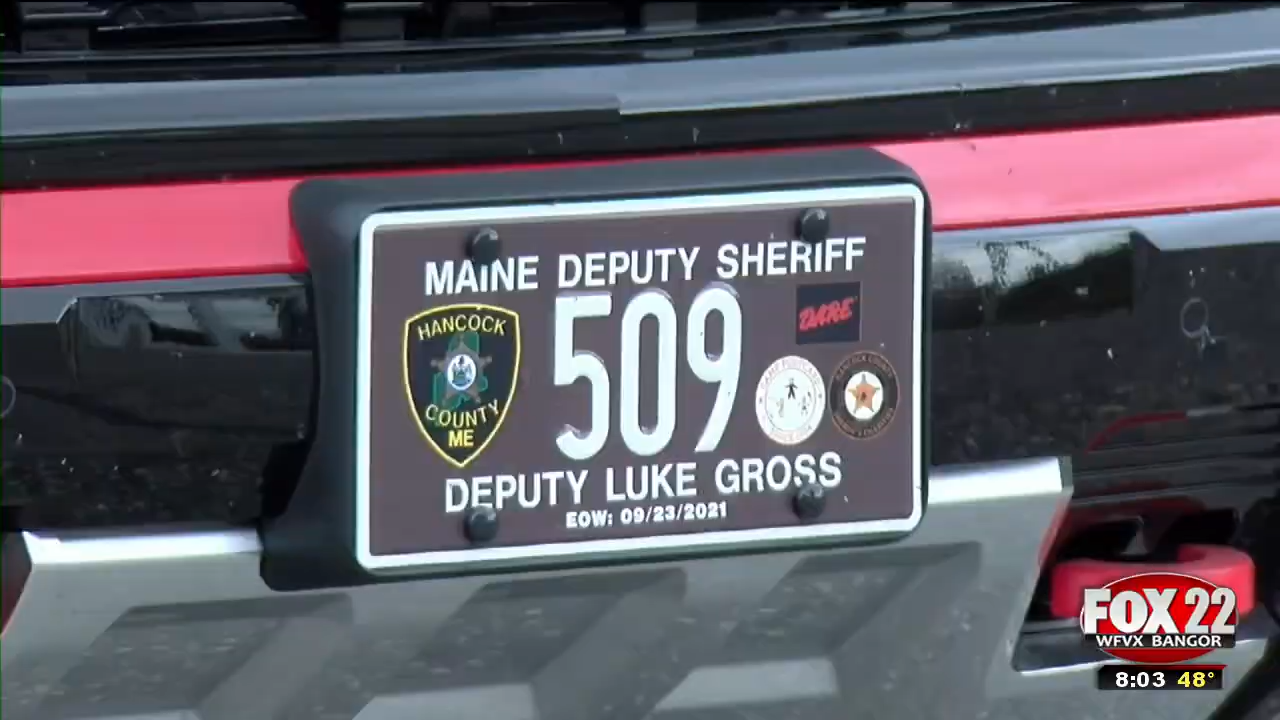 MAINE DEPUTY SHERIFF
HANCOCK
COUNTY
ME
509
DARE
DEPUTY LUKE GROSS
EOW: 09/23/2021
FOX 22
WFVX BANGOR
8:03 48°